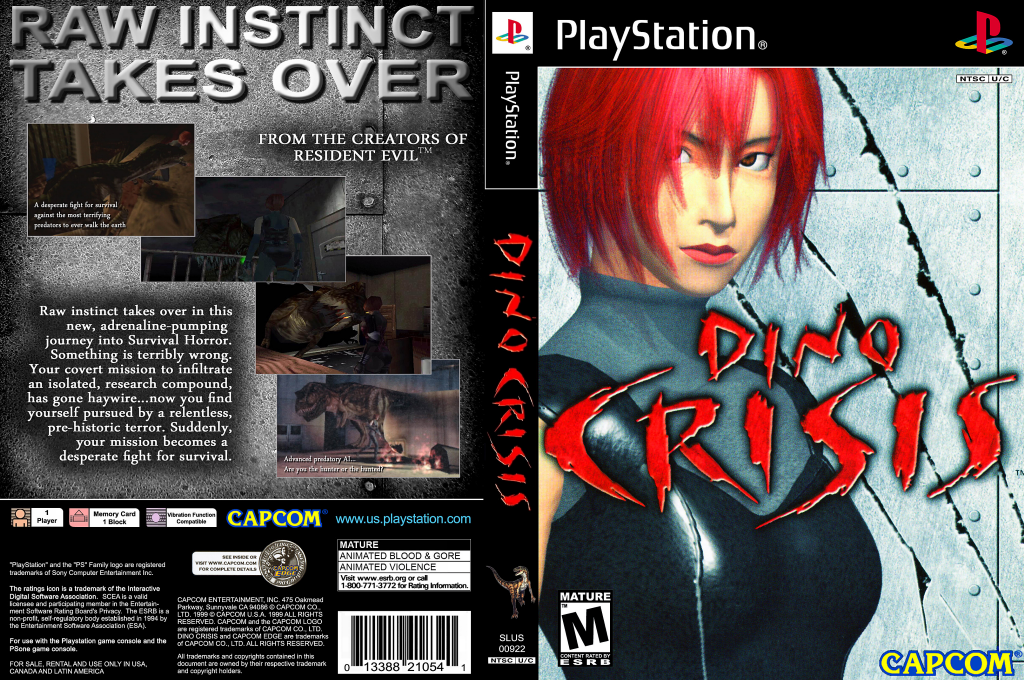 RAW INSTINCT
TAKES OVER
FROM THE CREATORS OF
RESIDENT EVIL™
A desperate fight for survival
against the most terrifying
predators to ever walk the earth
Raw instinct takes over in this
new, adrenaline-pumping
journey into Survival Horror.
Something is terribly wrong.
Your covert mission to infiltrate
an isolated, research compound,
has gone haywire...now you find
yourself pursued by a relentless,
pre-historic terror. Suddenly,
your mission becomes a
desperate fight for survival.
Advanced predatory AI...
Are you the hunter or the hunted?
1
Player
Memory Card
1 Block
Vibration Function
Compatible
CAPCOM®
www.us.playstation.com
"PlayStation" and the "PS" Family logo are registered
trademarks of Sony Computer Entertainment Inc.
The ratings icon is a trademark of the Interactive
Digital Software Association. SCEA is a valid
licensee and participating member in the Entertain-
ment Software Rating Board's Privacy. The ESRB is a
non-profit, self-regulatory body established in 1994 by
the Entertainment Software Association (ESA).
For use with the Playstation game console and the
PSone game console.
FOR SALE, RENTAL AND USE ONLY IN USA,
CANADA AND LATIN AMERICA
SEE INSIDE OR
VISIT WWW.CAPCOM.COM
FOR COMPLETE DETAILS
CAPCOM
EDGE
CAPCOM ENTERTAINMENT, INC. 475 Oakmead
Parkway, Sunnyvale CA 94086 © CAPCOM CO.,
LTD. 1999 © CAPCOM U.S.A. 1999 ALL RIGHTS
RESERVED. CAPCOM and the CAPCOM LOGO
are registered trademarks of CAPCOM CO., LTD.
DINO CRISIS and CAPCOM EDGE are trademarks
of CAPCOM CO., LTD. ALL RIGHTS RESERVED.
All trademarks and copyrights contained in this
document are owned by their respective trademark
and copyright holders.
MATURE
ANIMATED BLOOD & GORE
ANIMATED VIOLENCE
Visit www.esrb.org or call
1-800-771-3772 for Rating Information.
0 13388 21054 1
®
PlayStation®
DINO CRISIS
SLUS
00922
NTSC U/C
PlayStation®
®
NTSC U/C
DINO
CRISIS
™
MATURE
™
M
CONTENT RATED BY
ESRB
CAPCOM®